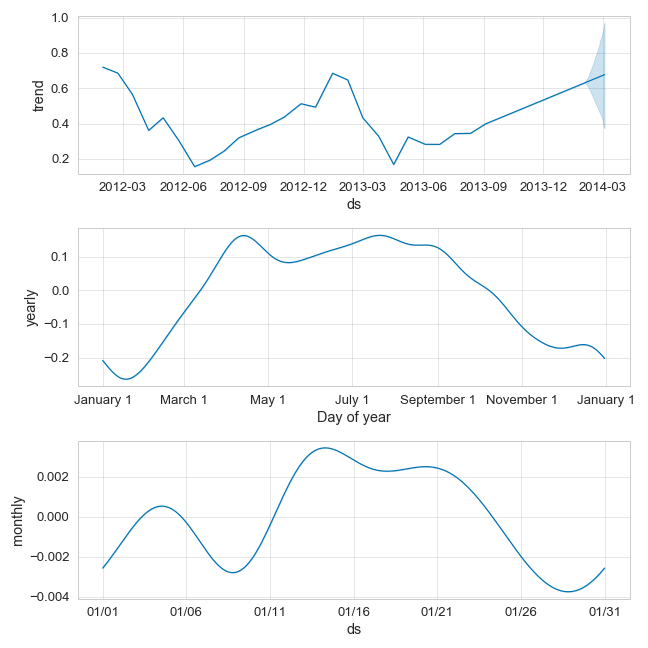 1.0
0.8
0.6
0.4
0.2
trend
2012-03 2012-06 2012-09 2012-12 2013-03 2013-06 2013-09 2013-12 2014-03
ds
0.1
0.0
−0.1
−0.2
yearly
January 1 March 1 May 1 July 1 September 1 November 1 January 1
Day of year
0.002
0.000
−0.002
−0.004
monthly
01/01 01/06 01/11 01/16 01/21 01/26 01/31
ds